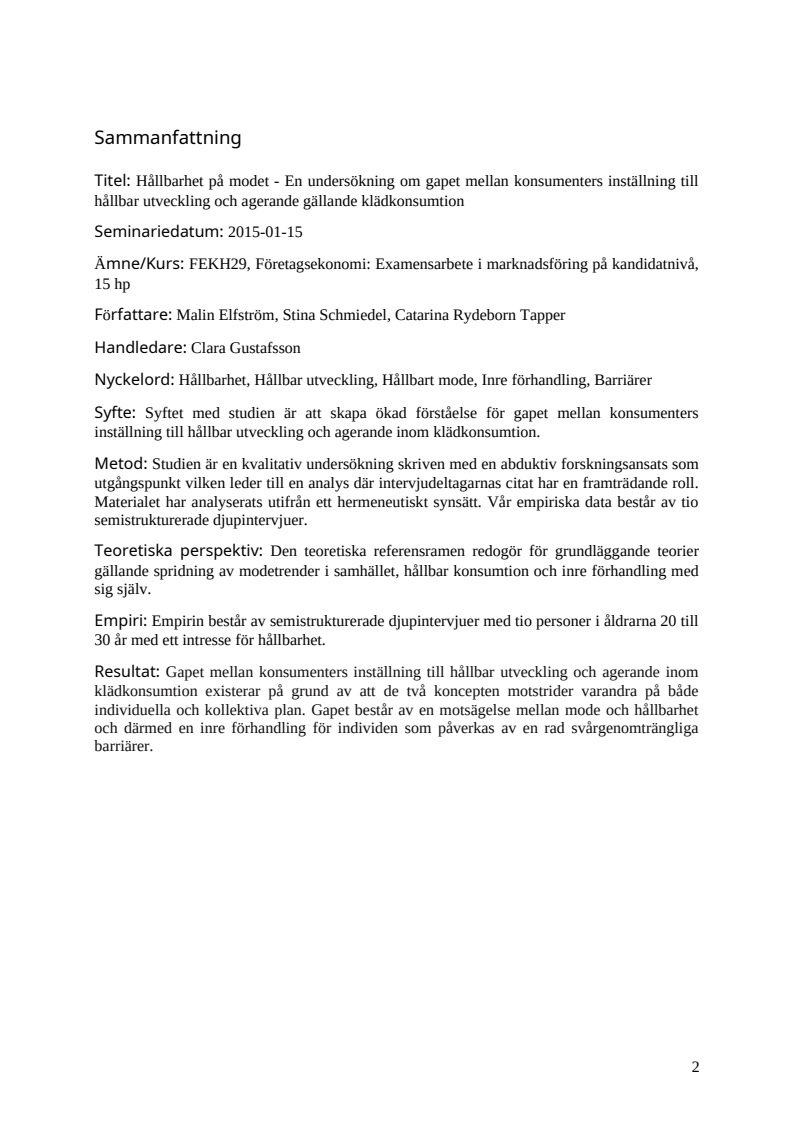 Sammanfattning
Titel: Hållbarhet på modet - En undersökning om gapet mellan konsumenters inställning till
hållbar utveckling och agerande gällande klädkonsumtion
Seminariedatum: 2015-01-15
Ämne/Kurs: FEKH29, Företagsekonomi: Examensarbete i marknadsföring på kandidatnivå,
15 hp
Författare: Malin Elfström, Stina Schmiedel, Catarina Rydeborn Tapper
Handledare: Clara Gustafsson
Nyckelord: Hållbarhet, Hållbar utveckling, Hållbart mode, Inre förhandling, Barriärer
Syfte: Syftet med studien är att skapa ökad förståelse för gapet mellan konsumenters
inställning till hållbar utveckling och agerande inom klädkonsumtion.
Metod: Studien är en kvalitativ undersökning skriven med en abduktiv forskningsansats som
utgångspunkt vilken leder till en analys där intervjudeltagarnas citat har en framträdande roll.
Materialet har analyserats utifrån ett hermeneutiskt synsätt. Vår empiriska data består av tio
semistrukturerade djupintervjuer.
Teoretiska perspektiv: Den teoretiska referensramen redogör för grundläggande teorier
gällande spridning av modetrender i samhället, hållbar konsumtion och inre förhandling med
sig själv.
Empiri: Empirin består av semistrukturerade djupintervjuer med tio personer i åldrarna 20 till
30 år med ett intresse för hållbarhet.
Resultat: Gapet mellan konsumenters inställning till hållbar utveckling och agerande inom
klädkonsumtion existerar på grund av att de två koncepten motstrider varandra på både
individuella och kollektiva plan. Gapet består av en motsägelse mellan mode och hållbarhet
och därmed en inre förhandling för individen som påverkas av en rad svårgenomträngliga
barriärer.
2